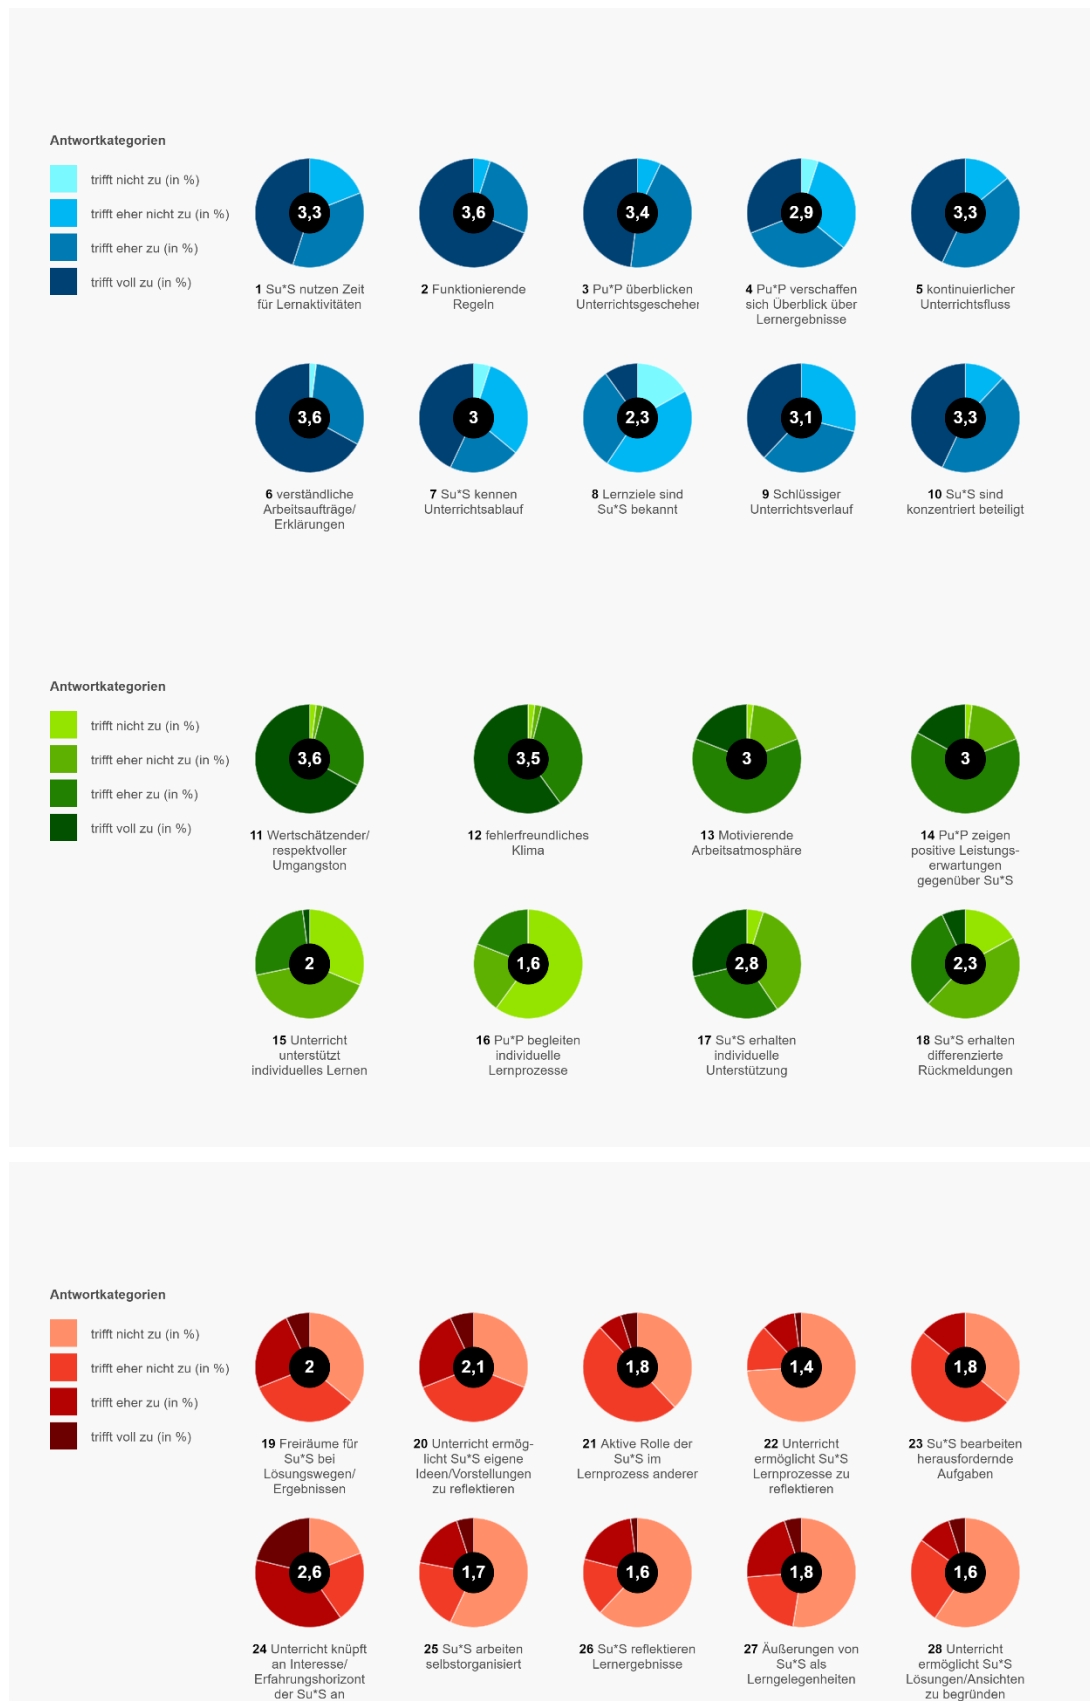 Antwortkategorien
trifft nicht zu (in %)
trifft eher nicht zu (in %)
trifft eher zu (in %)
trifft voll zu (in %)
3,3
3,6
3,4
2,9
3,3
1 Su*S nutzen Zeit
für Lernaktivitäten
2 Funktionierende
Regeln
3 Pu*P überblicken
Unterrichtsgeschehen
4 Pu*P verschaffen
sich Überblick über
Lernergebnisse
5 kontinuierlicher
Unterrichtsfluss
3,6
3
2,3
3,1
3,3
6 verständliche
Arbeitsaufträge/
Erklärungen
7 Su*S kennen
Unterrichtsablauf
8 Lernziele sind
Su*S bekannt
9 Schlüssiger
Unterrichtsverlauf
10 Su*S sind
konzentriert beteiligt
Antwortkategorien
trifft nicht zu (in %)
trifft eher nicht zu (in %)
trifft eher zu (in %)
trifft voll zu (in %)
3,6
3,5
3
3
11 Wertschätzender/
respektvoller
Umgangston
12 fehlerfreundliches
Klima
13 Motivierende
Arbeitsatmosphäre
14 Pu*P zeigen
positive Leistungs-
erwartungen
gegenüber Su*S
2
1,6
2,8
2,3
15 Unterricht
unterstützt
individuelles Lernen
16 Pu*P begleiten
individuelle
Lernprozesse
17 Su*S erhalten
individuelle
Unterstützung
18 Su*S erhalten
differenzierte
Rückmeldungen
Antwortkategorien
trifft nicht zu (in %)
trifft eher nicht zu (in %)
trifft eher zu (in %)
trifft voll zu (in %)
2
2,1
1,8
1,4
1,8
19 Freiräume für
Su*S bei
Lösungswegen/
Ergebnissen
20 Unterricht ermög-
licht Su*S eigene
Ideen/Vorstellungen
zu reflektieren
21 Aktive Rolle der
Su*S im
Lernprozess anderer
22 Unterricht
ermöglicht Su*S
Lernprozesse zu
reflektieren
23 Su*S bearbeiten
herausfordernde
Aufgaben
2,6
1,7
1,6
1,8
1,6
24 Unterricht knüpft
an Interesse/
Erfahrungshorizont
der Su*S an
25 Su*S arbeiten
selbstorganisiert
26 Su*S reflektieren
Lernergebnisse
27 Äußerungen von
Su*S als
Lerngelegenheiten
28 Unterricht
ermöglicht Su*S
Lösungen/Ansichten
zu begründen